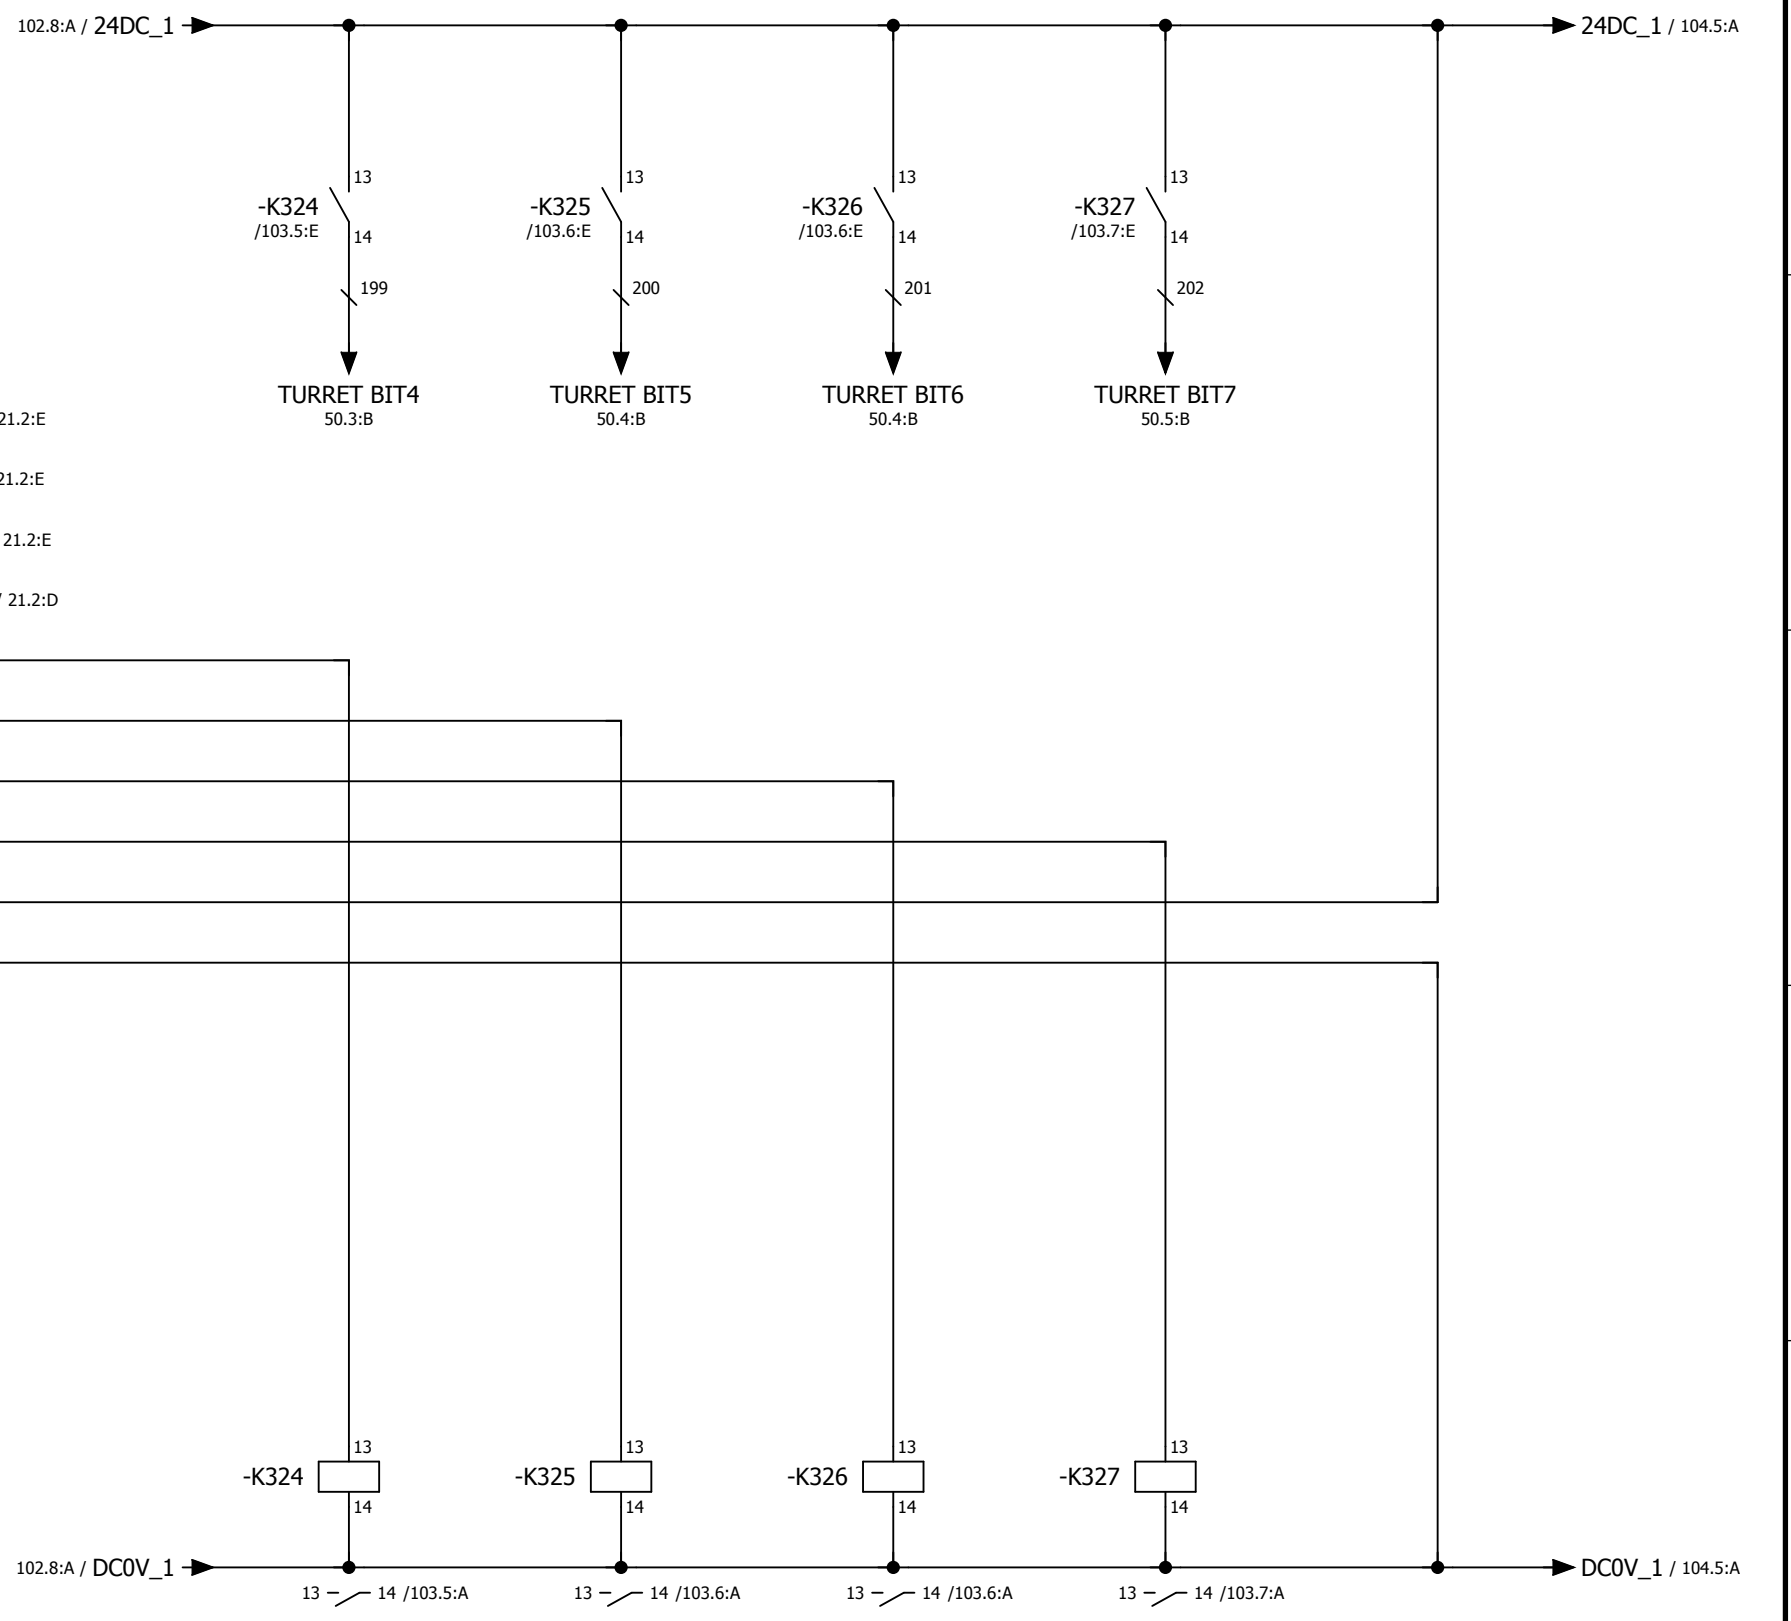 102.8:A / 24DC_1
24DC_1 / 104.5:A
13
13
13
13
-K324
-K325
-K326
-K327
/103.5:E
/103.6:E
/103.6:E
/103.7:E
14
14
14
14
199
200
201
202
TURRET BIT4
TURRET BIT5
TURRET BIT6
TURRET BIT7
50.3:B
50.4:B
50.4:B
50.5:B
21.2:E
21.2:E
21.2:E
/ 21.2:D
13
13
13
13
-K324
-K325
-K326
-K327
14
14
14
14
102.8:A / DC0V_1
DC0V_1 / 104.5:A
13 14 /103.5:A
13 14 /103.6:A
13 14 /103.6:A
13 14 /103.7:A